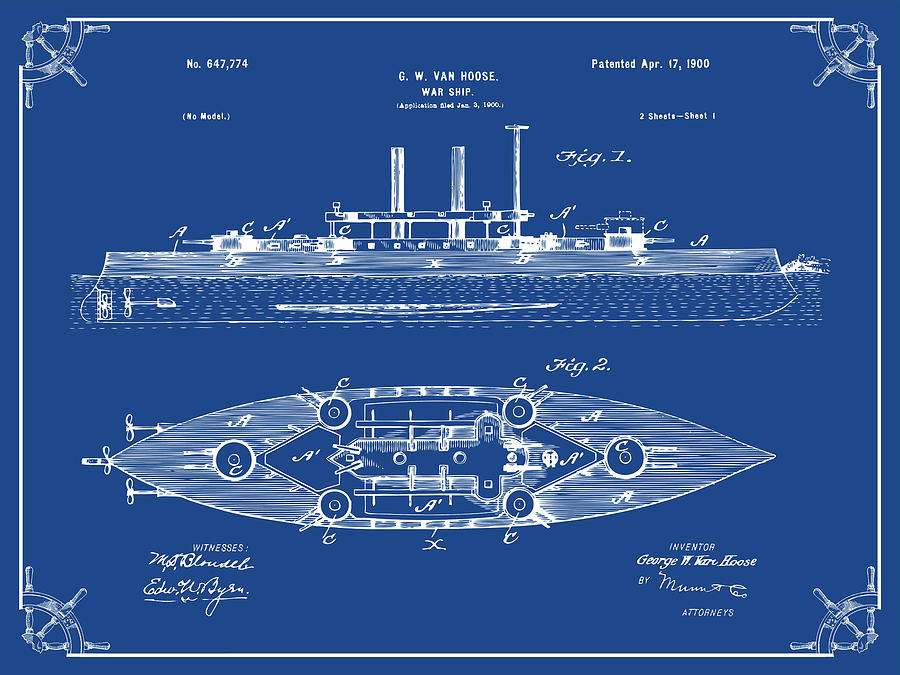 No. 647,774
Patented Apr. 17, 1900
G. W. VAN HOOSE.
WAR SHIP.
(Application filed Jan. 3, 1900.)
(No Model.)
2 Sheets—Sheet 1
Fig. 1.
A C A' C C A' C A
B B X B B
Fig. 2.
C C
A A
C A' A' C
A' A
C X C
WITNESSES:
Edw. W. Byrn.
INVENTOR
George W. Van Hoose
BY Munn & Co.
ATTORNEYS